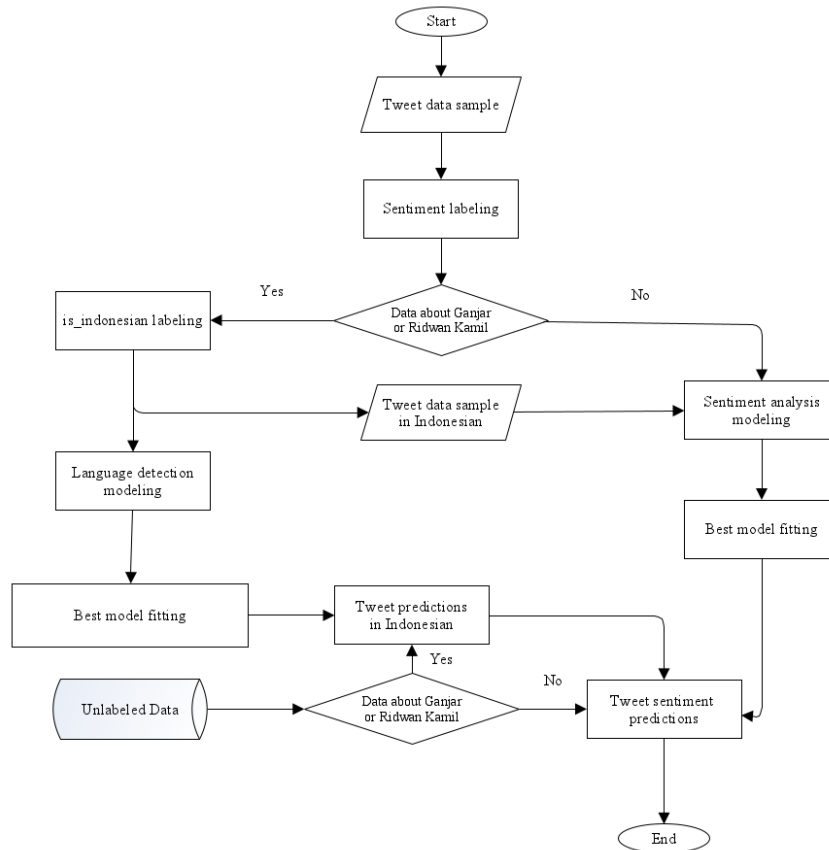 Start
Tweet data sample
Sentiment labeling
Yes
No
Data about Ganjar
or Ridwan Kamil
is_indonesian labeling
Tweet data sample
in Indonesian
Sentiment analysis
modeling
Language detection
modeling
Best model fitting
Best model fitting
Tweet predictions
in Indonesian
Yes
No
Unlabeled Data
Data about Ganjar
or Ridwan Kamil
Tweet sentiment
predictions
End